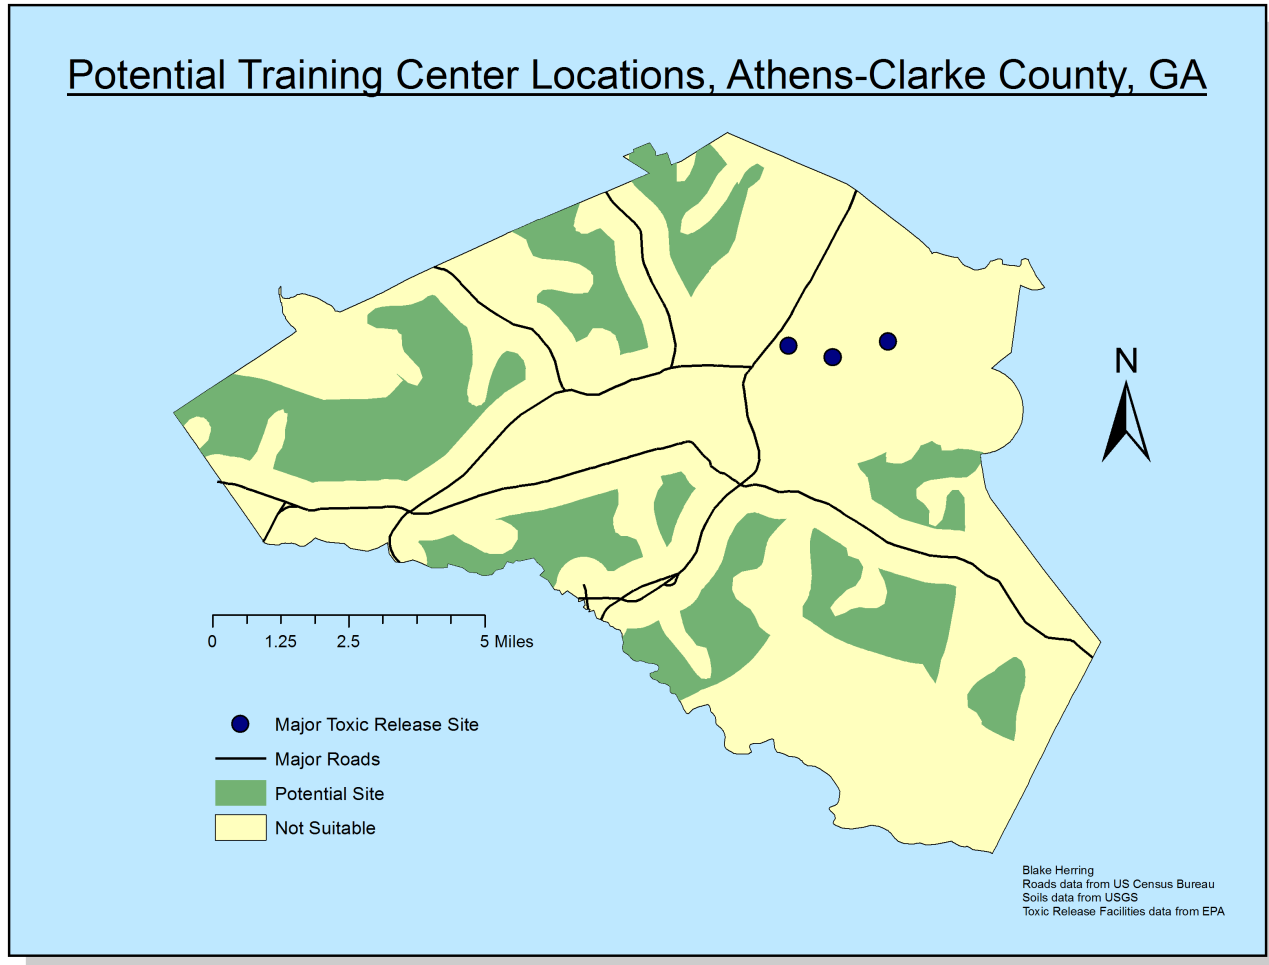 Potential Training Center Locations, Athens-Clarke County, GA
N
0 1.25 2.5 5 Miles
Major Toxic Release Site
Major Roads
Potential Site
Not Suitable
Blake Herring
Roads data from US Census Bureau
Soils data from USGS
Toxic Release Facilities data from EPA